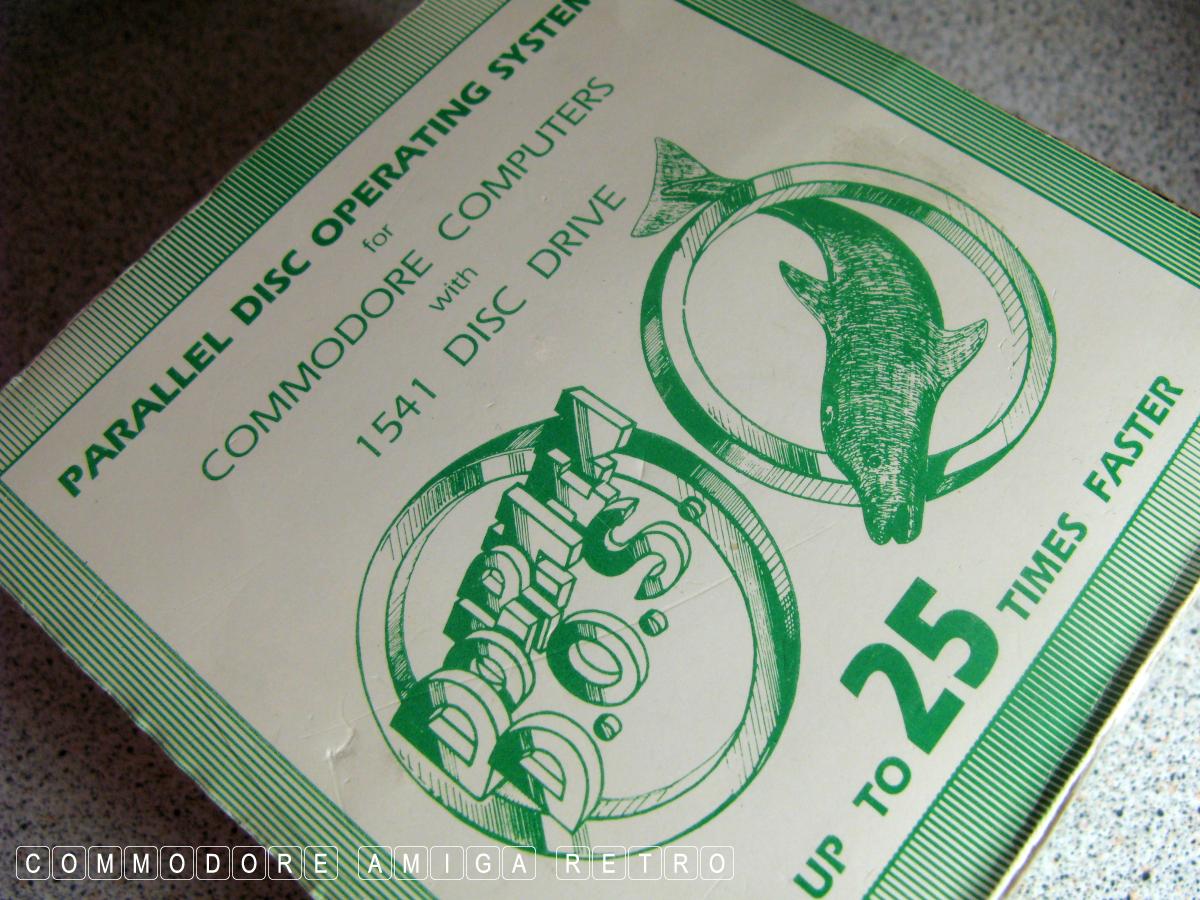 PARALLEL DISC OPERATING SYSTEM
for
COMMODORE COMPUTERS
with
1541 DISC DRIVE
DOLPHIN
D.O.S.
UP TO 25 TIMES FASTER
COMMODORE AMIGA RETRO